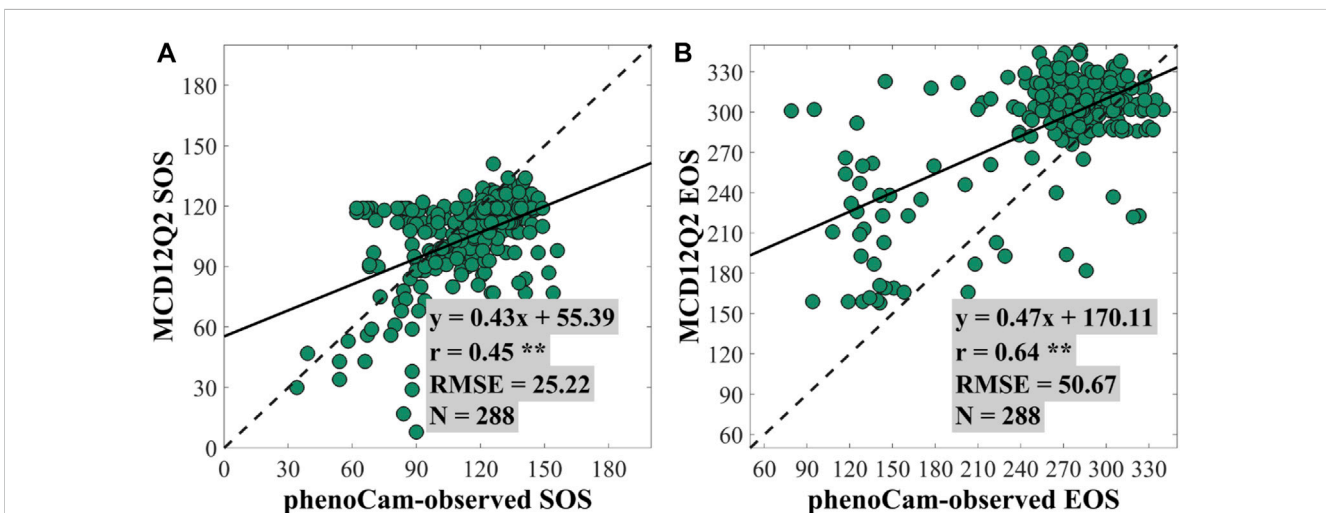 A
MCD12Q2 SOS
180
150
120
90
60
30
0
y = 0.43x + 55.39
r = 0.45 **
RMSE = 25.22
N = 288
0 30 60 90 120 150 180
phenoCam-observed SOS
B
MCD12Q2 EOS
330
300
270
240
210
180
150
120
90
60
y = 0.47x + 170.11
r = 0.64 **
RMSE = 50.67
N = 288
60 90 120 150 180 210 240 270 300 330
phenoCam-observed EOS